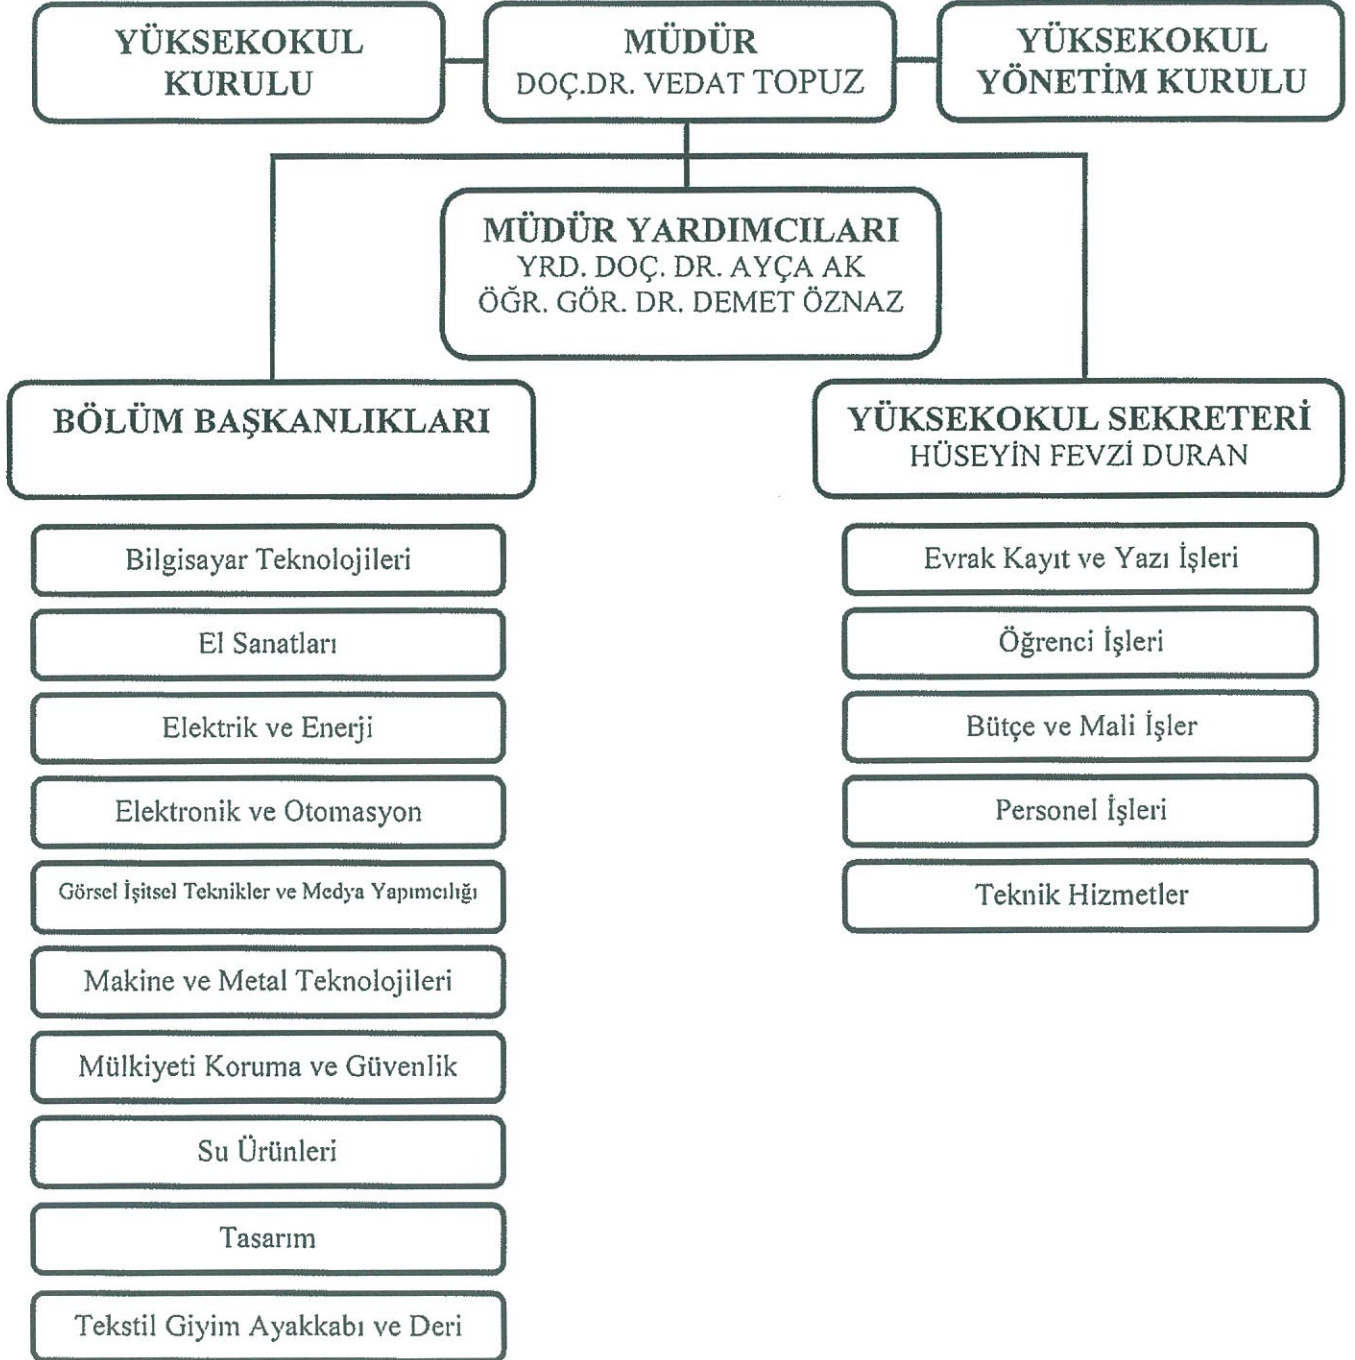 YÜKSEKOKUL
KURULU
MÜDÜR
DOÇ.DR. VEDAT TOPUZ
YÜKSEKOKUL
YÖNETİM KURULU
MÜDÜR YARDIMCILARI
YRD. DOÇ. DR. AYÇA AK
ÖĞR. GÖR. DR. DEMET ÖZNAZ
BÖLÜM BAŞKANLIKLARI
Bilgisayar Teknolojileri
El Sanatları
Elektrik ve Enerji
Elektronik ve Otomasyon
Görsel İşitsel Teknikler ve Medya Yapımcılığı
Makine ve Metal Teknolojileri
Mülkiyeti Koruma ve Güvenlik
Su Ürünleri
Tasarım
Tekstil Giyim Ayakkabı ve Deri
YÜKSEKOKUL SEKRETERİ
HÜSEYİN FEVZİ DURAN
Evrak Kayıt ve Yazı İşleri
Öğrenci İşleri
Bütçe ve Mali İşler
Personel İşleri
Teknik Hizmetler